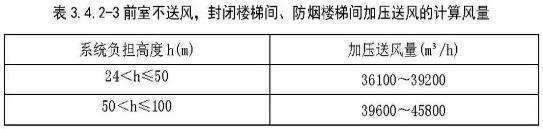 表 3.4.2-3 前室不送风，封闭楼梯间、防烟楼梯间加压送风的计算风量
系统负担高度 h(m) 加压送风量(m³/h)
24＜h≤50 36100～39200
50＜h≤100 39600～45800